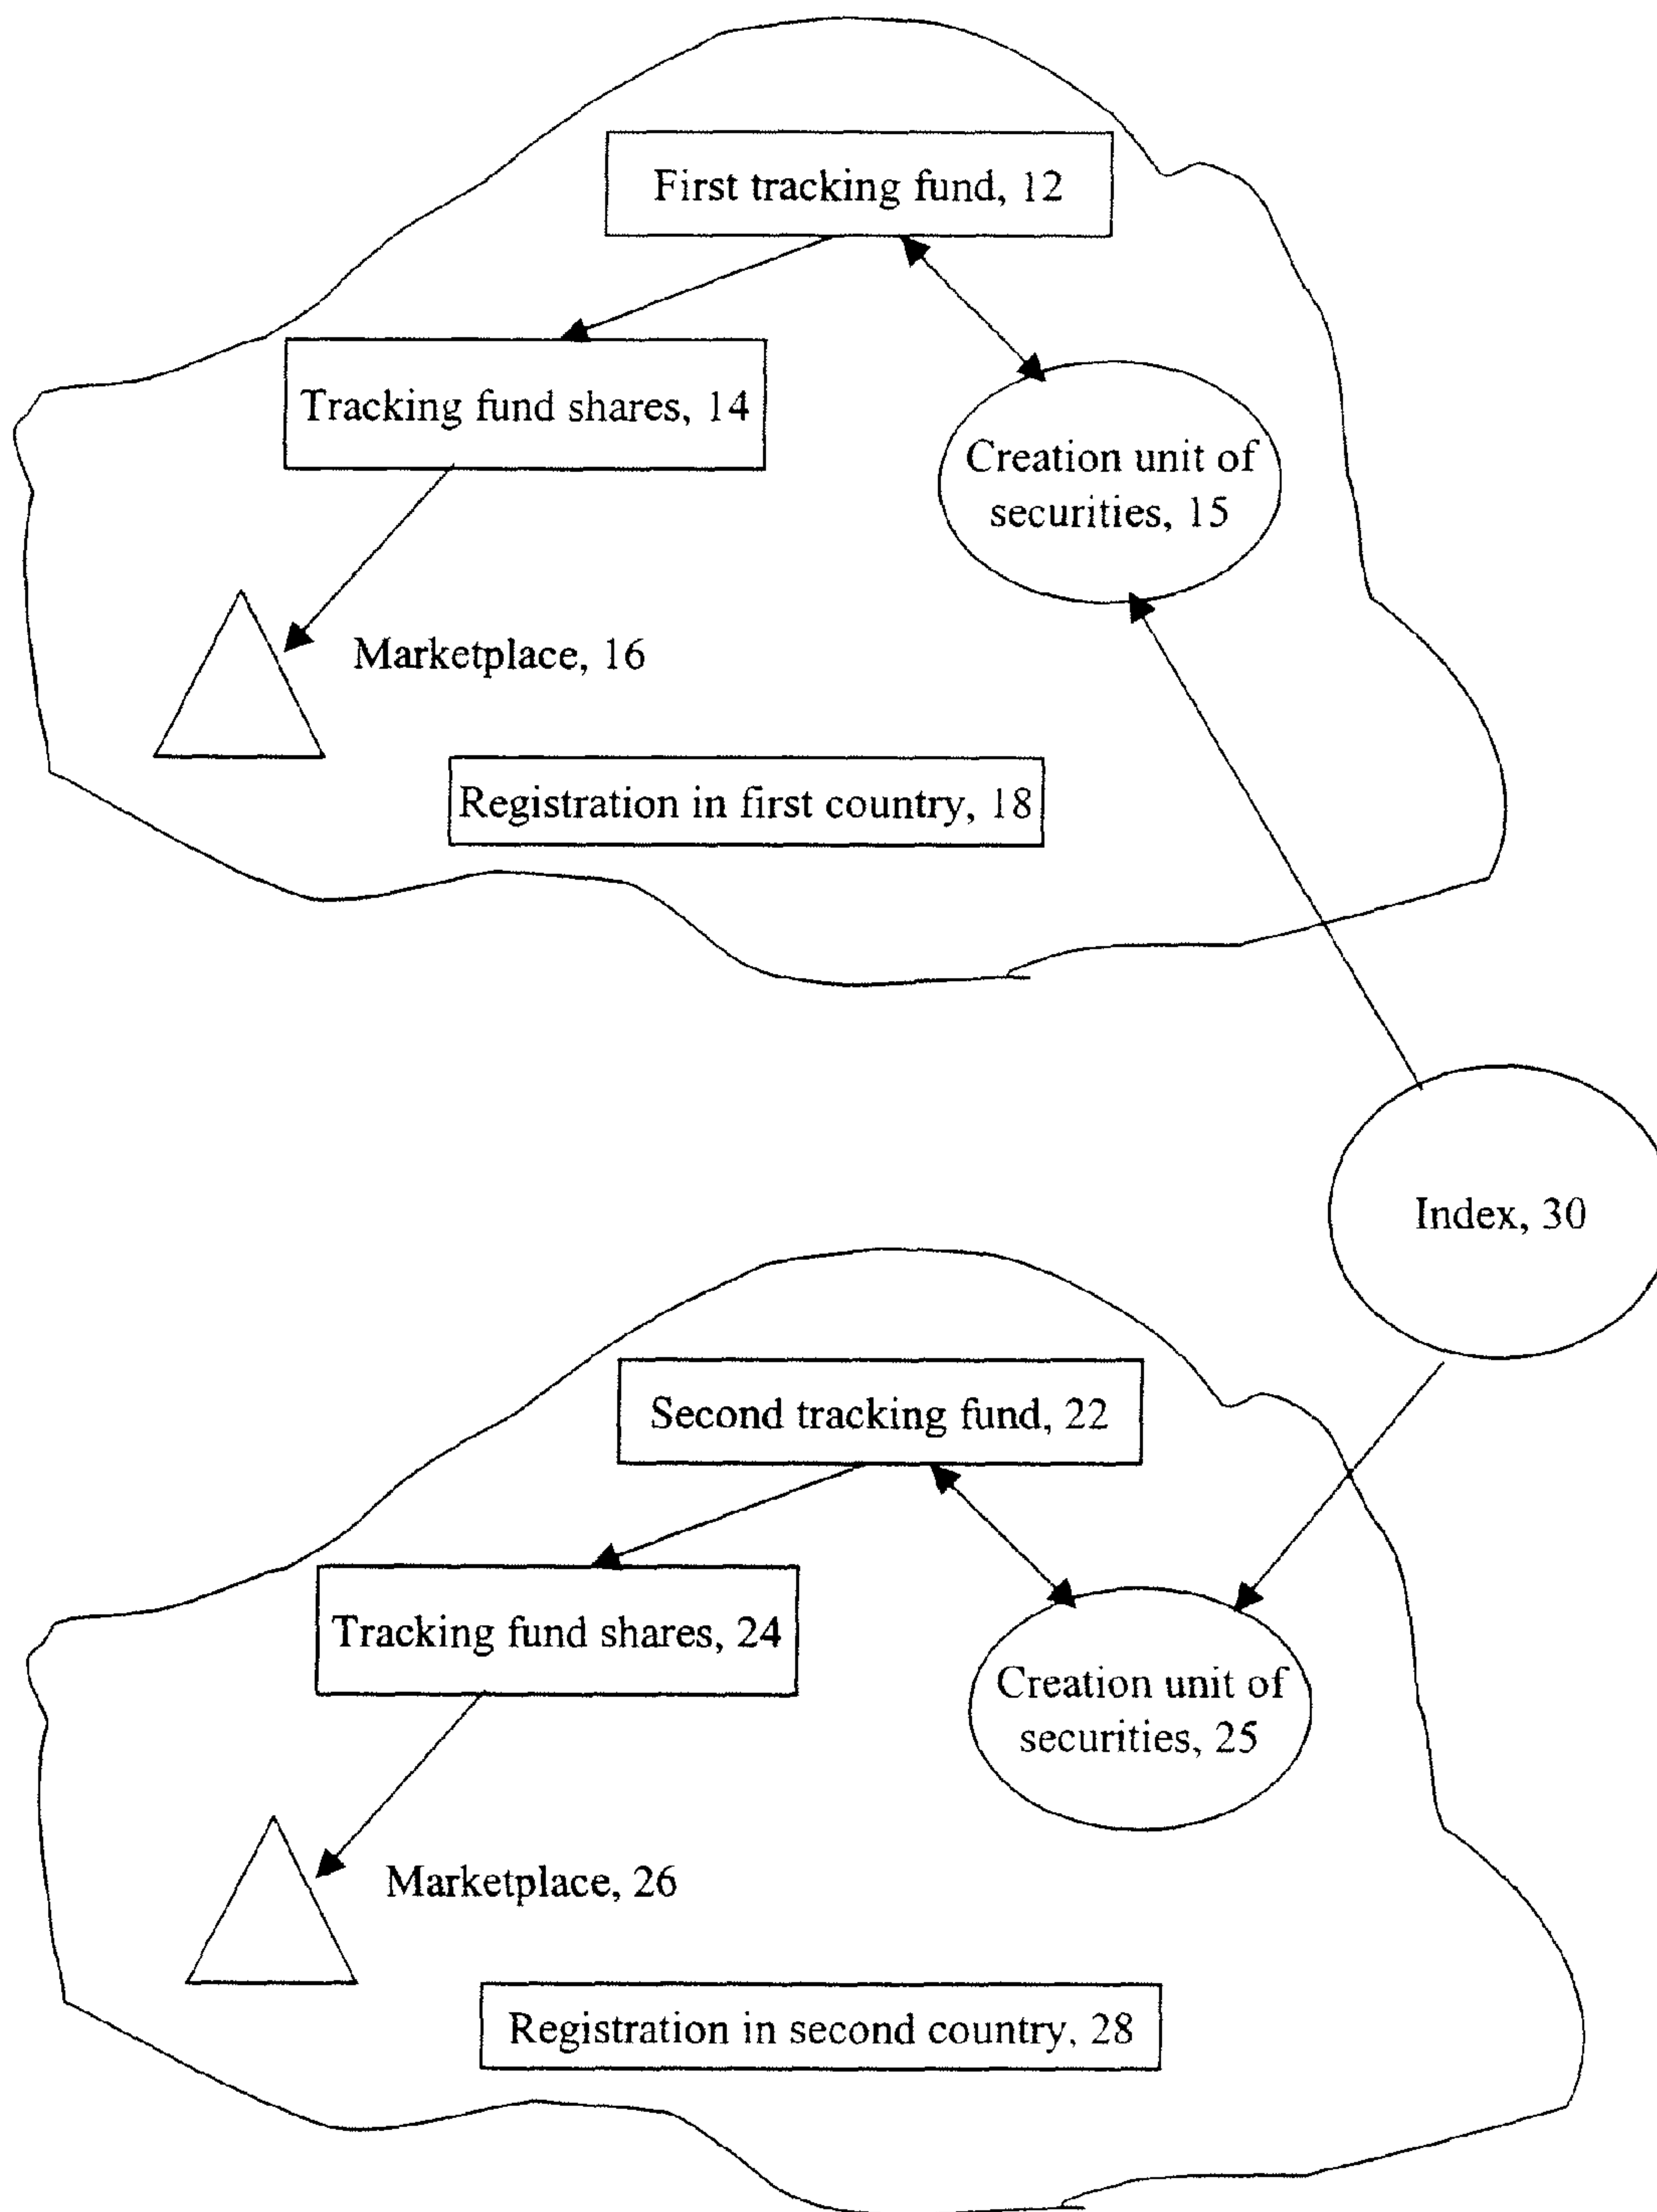 First tracking fund, 12
Tracking fund shares, 14
Creation unit of
securities, 15
Marketplace, 16
Registration in first country, 18
Index, 30
Second tracking fund, 22
Tracking fund shares, 24
Creation unit of
securities, 25
Marketplace, 26
Registration in second country, 28